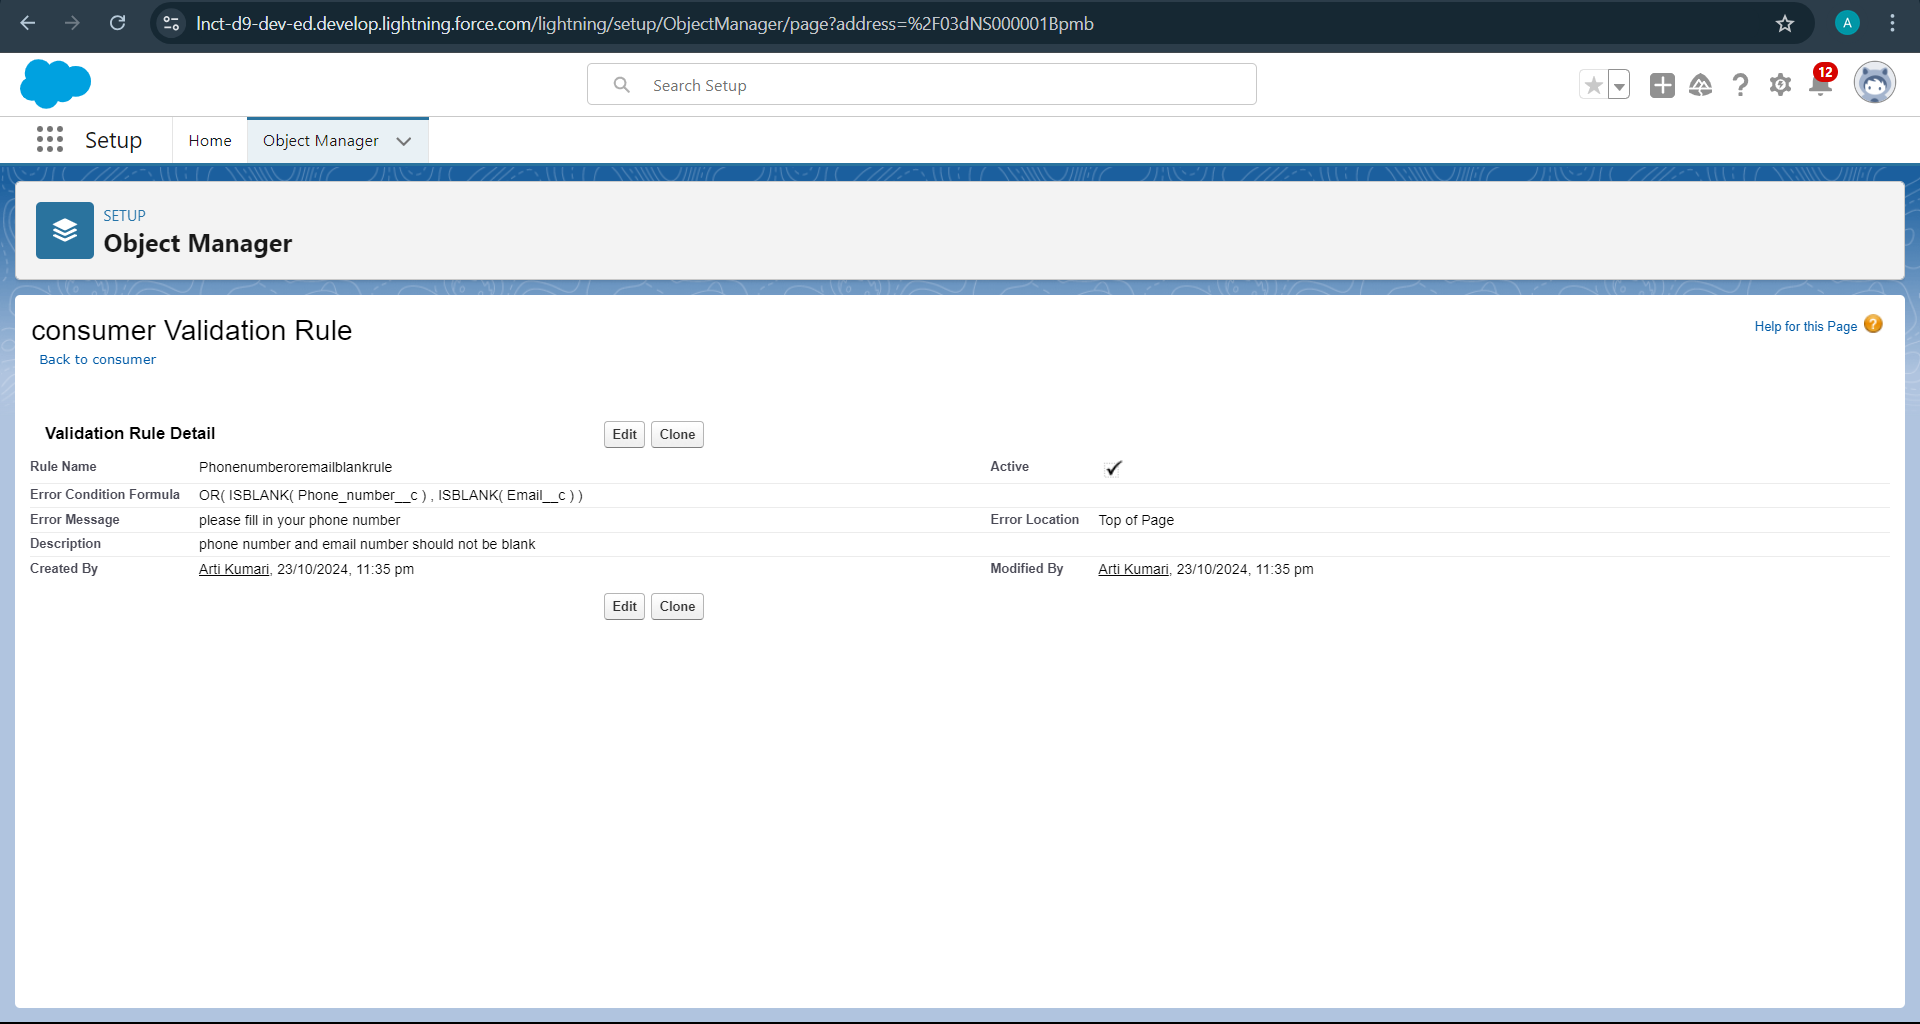 lnct-d9-dev-ed.develop.lightning.force.com/lightning/setup/ObjectManager/page?address=%2F03dNS000001Bpmb
A
Search Setup
12
Setup Home Object Manager
SETUP
Object Manager
consumer Validation Rule
Help for this Page ?
Back to consumer
Validation Rule Detail Edit Clone
Rule Name Phonenumberoremailblankrule Active
Error Condition Formula OR( ISBLANK( Phone_number__c ) , ISBLANK( Email__c ) )
Error Message please fill in your phone number Error Location Top of Page
Description phone number and email number should not be blank
Created By Arti Kumari, 23/10/2024, 11:35 pm Modified By Arti Kumari, 23/10/2024, 11:35 pm
Edit Clone